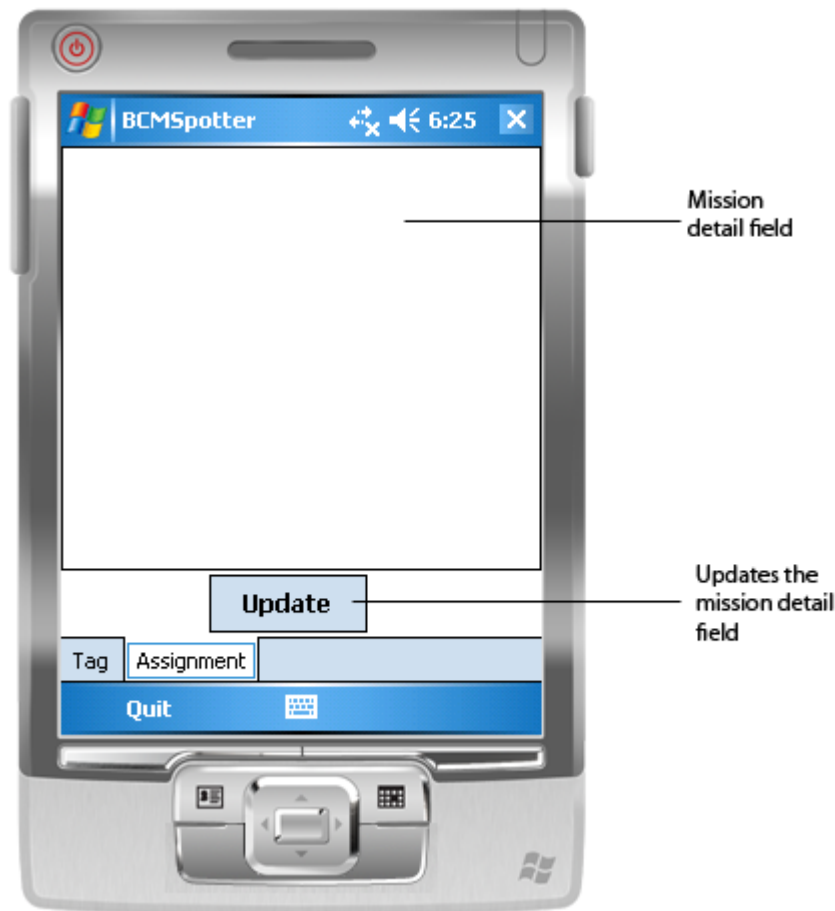 BCMSpotter 6:25
Mission
detail field
Update
Updates the
mission detail
field
Tag Assignment
Quit